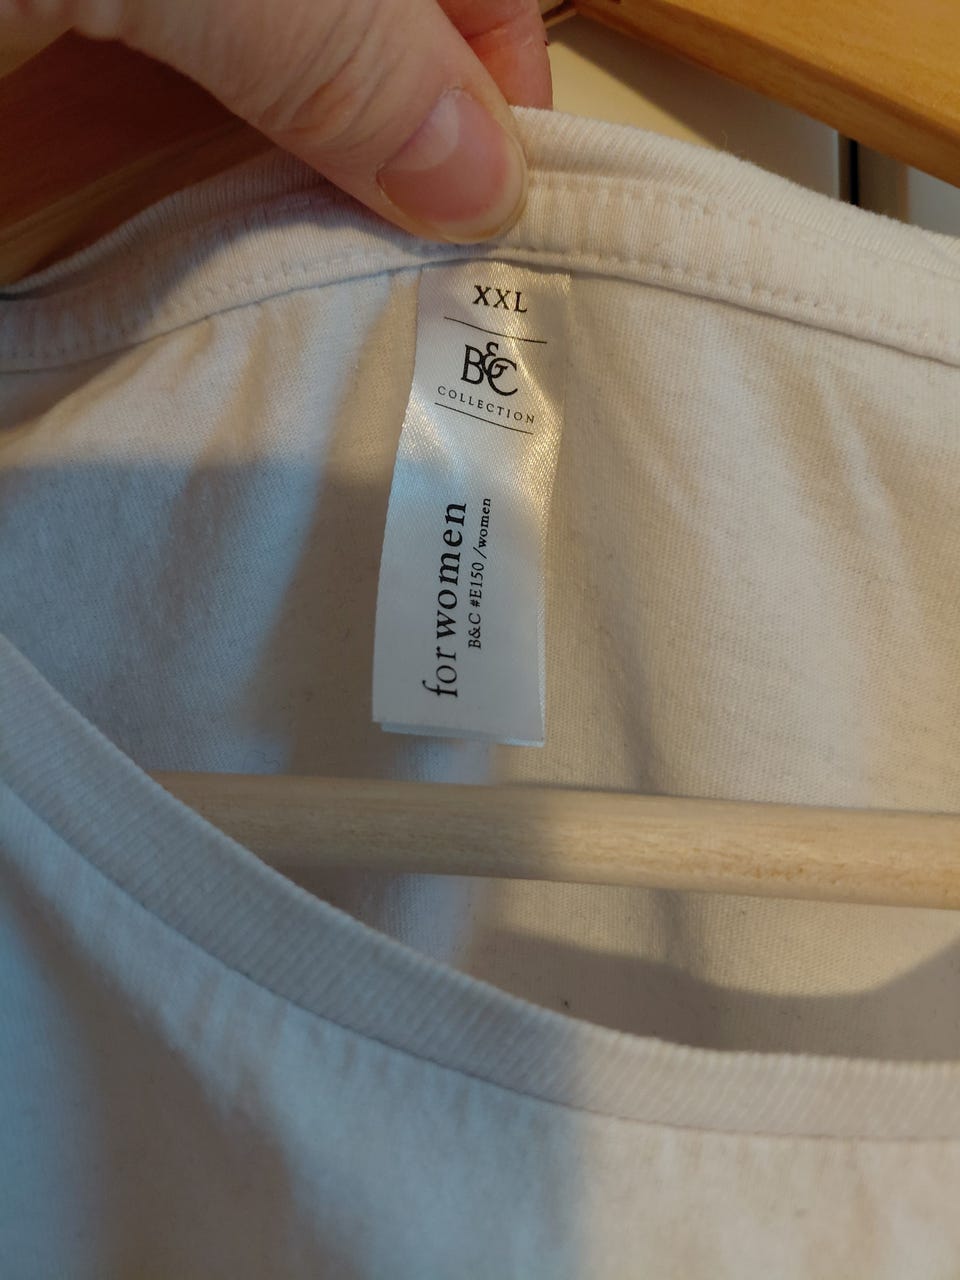 XXL
B&C
COLLECTION
for women
B&C #E150 /women